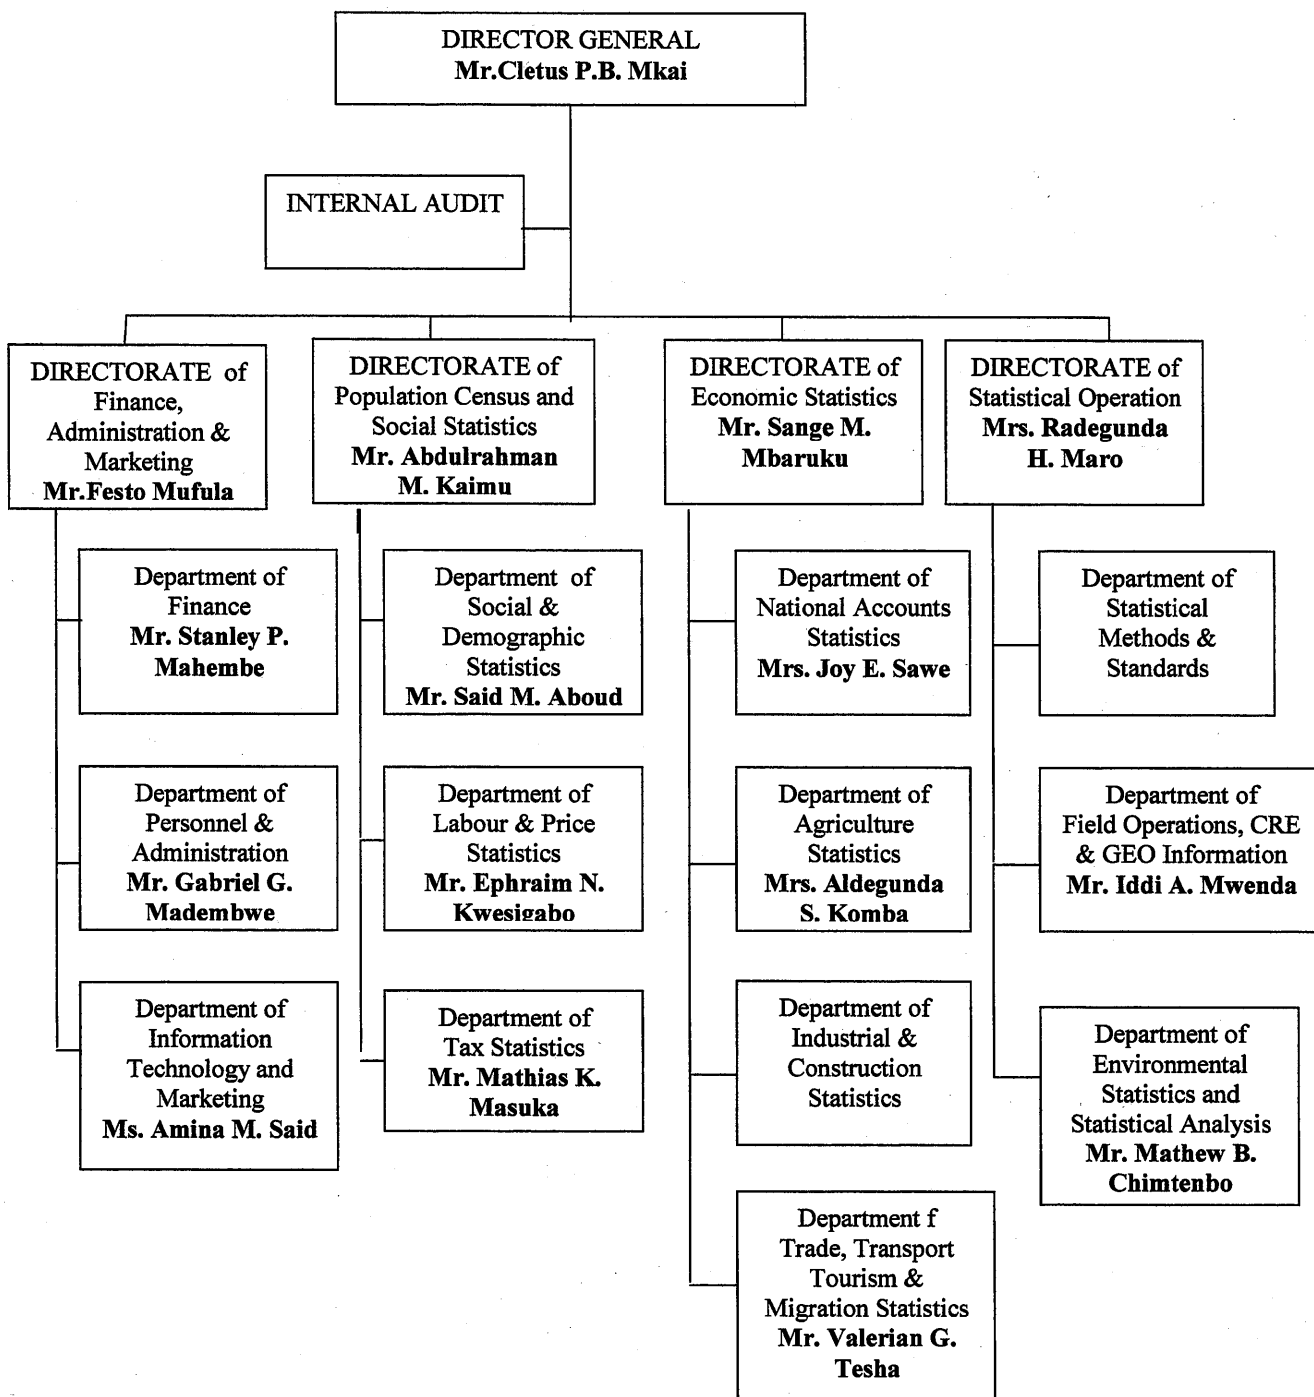 DIRECTOR GENERAL
Mr.Cletus P.B. Mkai
INTERNAL AUDIT
DIRECTORATE of
Finance,
Administration &
Marketing
Mr.Festo Mufula
DIRECTORATE of
Population Census and
Social Statistics
Mr. Abdulrahman
M. Kaimu
DIRECTORATE of
Economic Statistics
Mr. Sange M.
Mbaruku
DIRECTORATE of
Statistical Operation
Mrs. Radegunda
H. Maro
Department of
Finance
Mr. Stanley P.
Mahembe
Department of
Social &
Demographic
Statistics
Mr. Said M. Aboud
Department of
National Accounts
Statistics
Mrs. Joy E. Sawe
Department of
Statistical
Methods &
Standards
Department of
Personnel &
Administration
Mr. Gabriel G.
Madembwe
Department of
Labour & Price
Statistics
Mr. Ephraim N.
Kwesigabo
Department of
Agriculture
Statistics
Mrs. Aldegunda
S. Komba
Department of
Field Operations, CRE
& GEO Information
Mr. Iddi A. Mwenda
Department of
Information
Technology and
Marketing
Ms. Amina M. Said
Department of
Tax Statistics
Mr. Mathias K.
Masuka
Department of
Industrial &
Construction
Statistics
Department of
Environmental
Statistics and
Statistical Analysis
Mr. Mathew B.
Chimtenbo
Department f
Trade, Transport
Tourism &
Migration Statistics
Mr. Valerian G.
Tesha